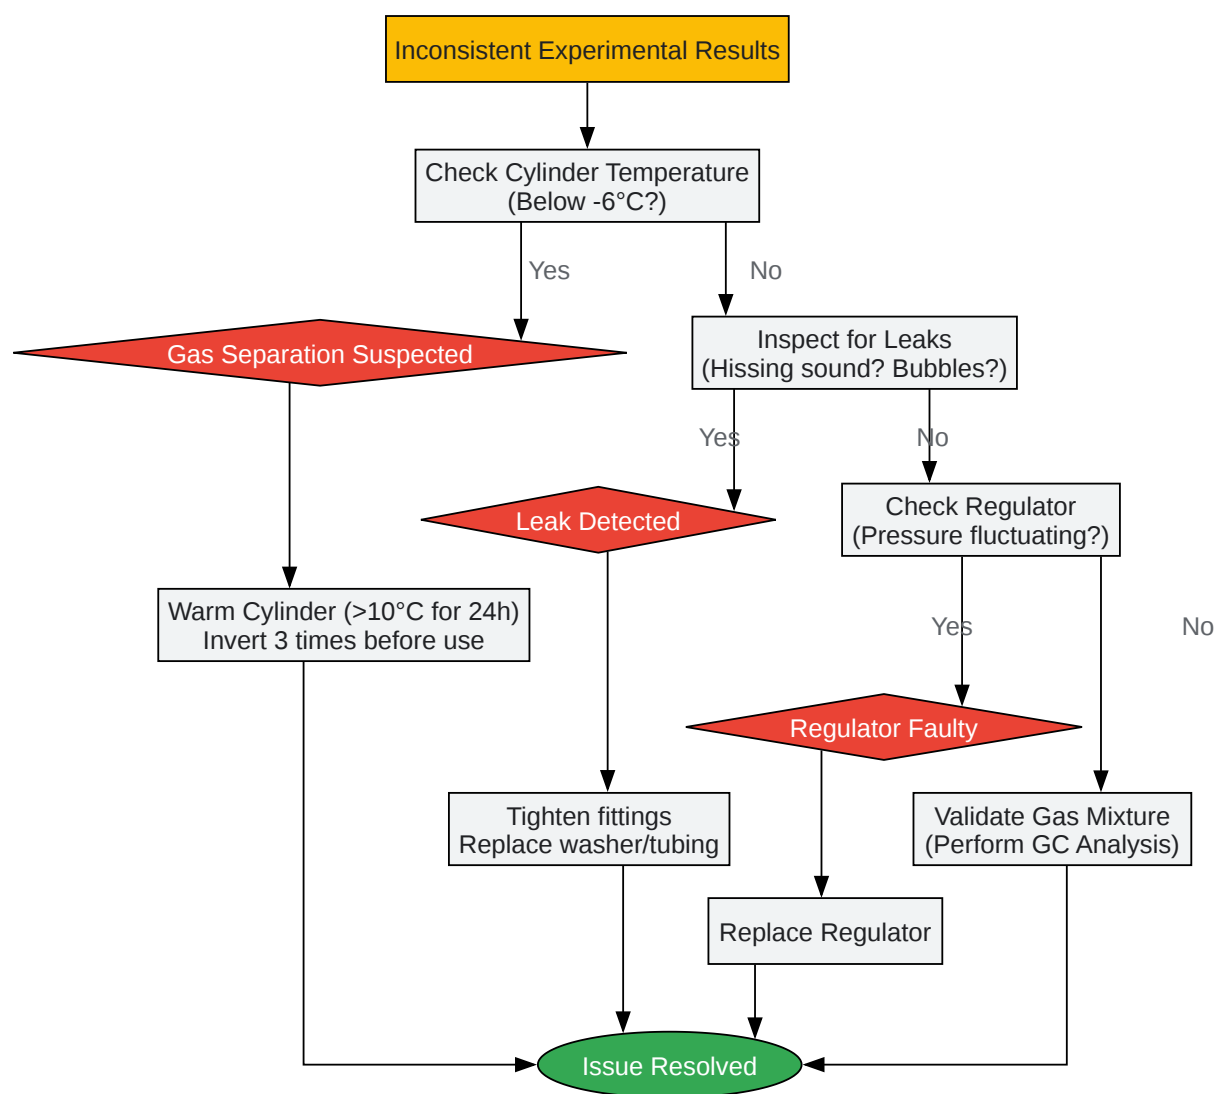 Inconsistent Experimental Results
Check Cylinder Temperature
(Below -6°C?)
Yes
No
Gas Separation Suspected
Inspect for Leaks
(Hissing sound? Bubbles?)
Yes
No
Leak Detected
Check Regulator
(Pressure fluctuating?)
Warm Cylinder (>10°C for 24h)
Invert 3 times before use
Yes
No
Regulator Faulty
Tighten fittings
Replace washer/tubing
Validate Gas Mixture
(Perform GC Analysis)
Replace Regulator
Issue Resolved